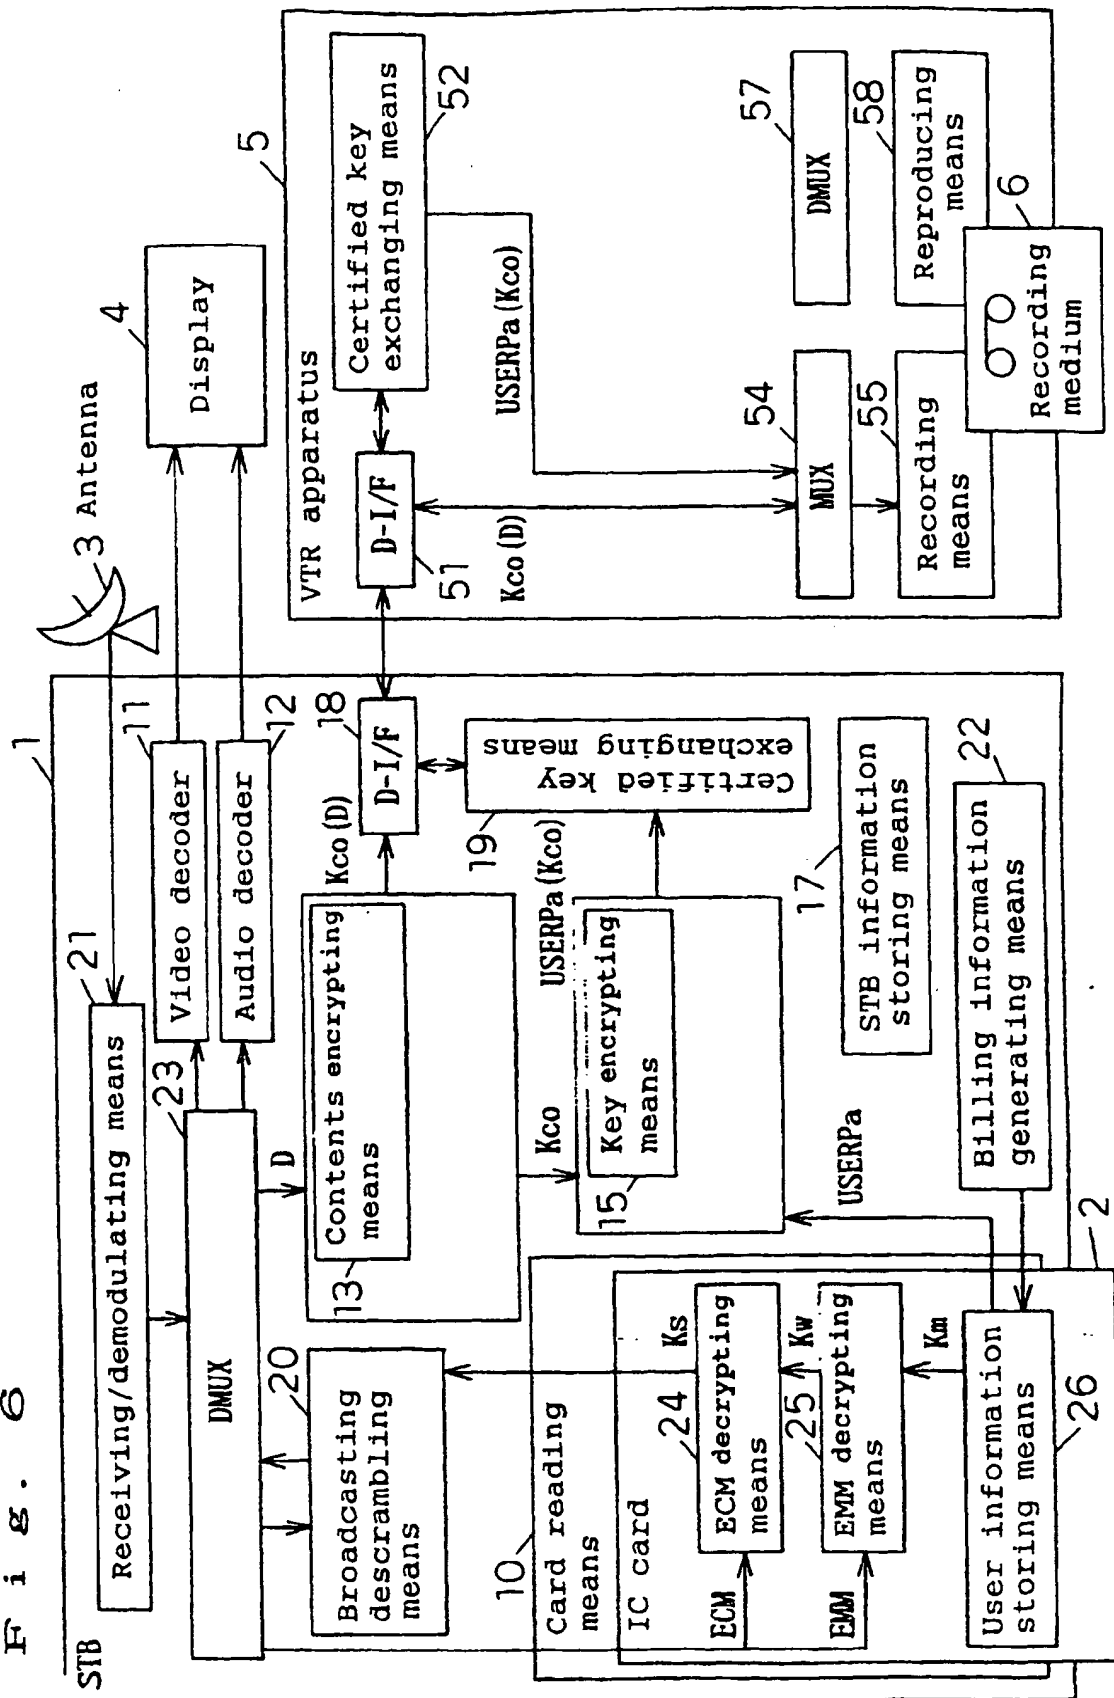 Fig. 6
STB
1
21
Receiving/demodulating means
3 Antenna
23
DMUX
11
Video decoder
12
Audio decoder
4
Display
20
Broadcasting
descrambling
means
D
13
Contents encrypting
means
Kco(D)
18
D-I/F
19
Certified key
exchanging means
USERPa(Kco)
Kco
15
Key encrypting
means
17
STB information
storing means
USERPa
22
Billing information
generating means
10
Card reading
means
IC card
2
Ks
24
ECM decrypting
means
ECM
Kw
25
EMM decrypting
means
EMM
Km
User information
storing means
26
5
VTR apparatus
D-I/F
51
Certified key
exchanging means
52
Kco(D)
USERPa(Kco)
54
MUX
55
Recording
means
57
DMUX
58
Reproducing
means
6
Recording
medium